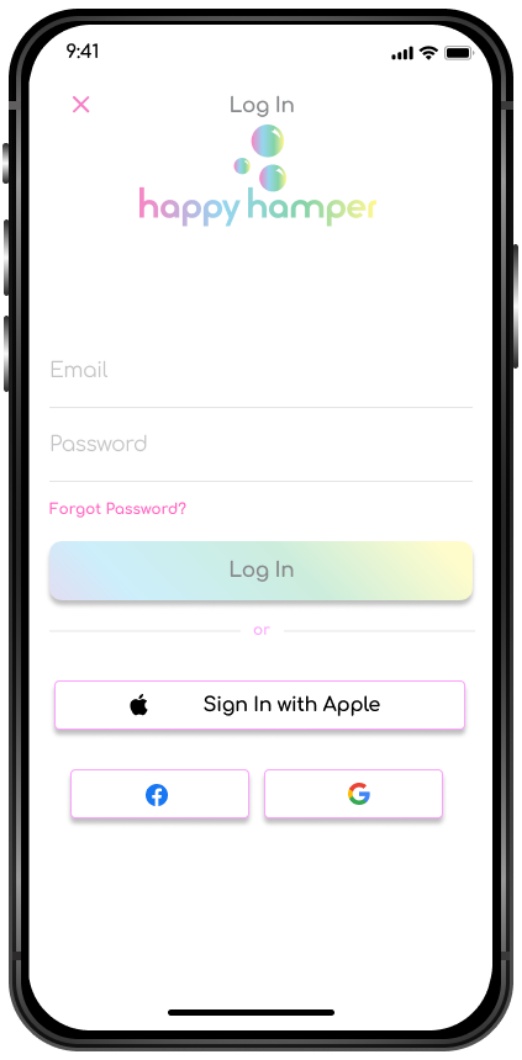 9:41
Log In
happy hamper
Email
Password
Forgot Password?
Log In
or
Sign In with Apple